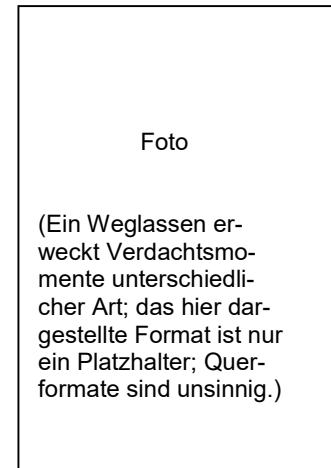 Foto
(Ein Weglassen er-
weckt Verdachtsmo-
mente unterschiedli-
cher Art; das hier dar-
gestellte Format ist nur
ein Platzhalter; Quer-
formate sind unsinnig.)